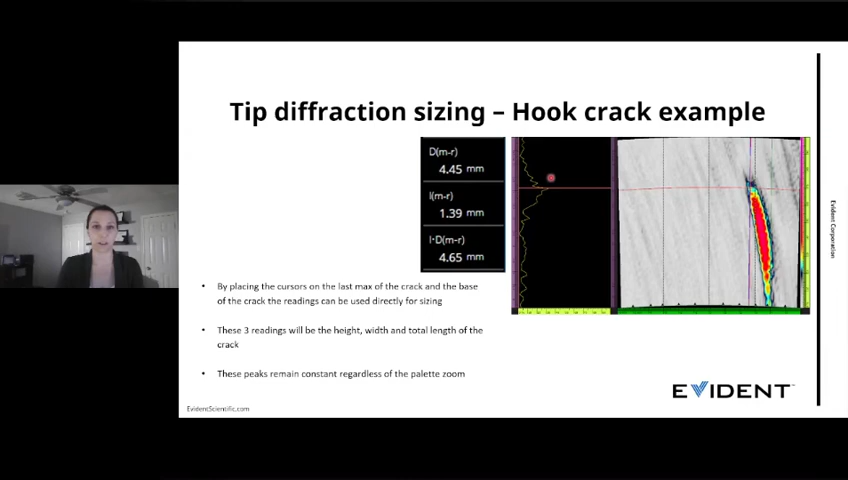 Tip diffraction sizing – Hook crack example
D(m-r)
4.45 mm
I(m-r)
1.39 mm
I·D(m-r)
4.65 mm
• By placing the cursors on the last max of the crack and the base
of the crack the readings can be used directly for sizing
• These 3 readings will be the height, width and total length of the
crack
• These peaks remain constant regardless of the palette zoom
Evident Corporation
EVIDENT
EvidentScientific.com